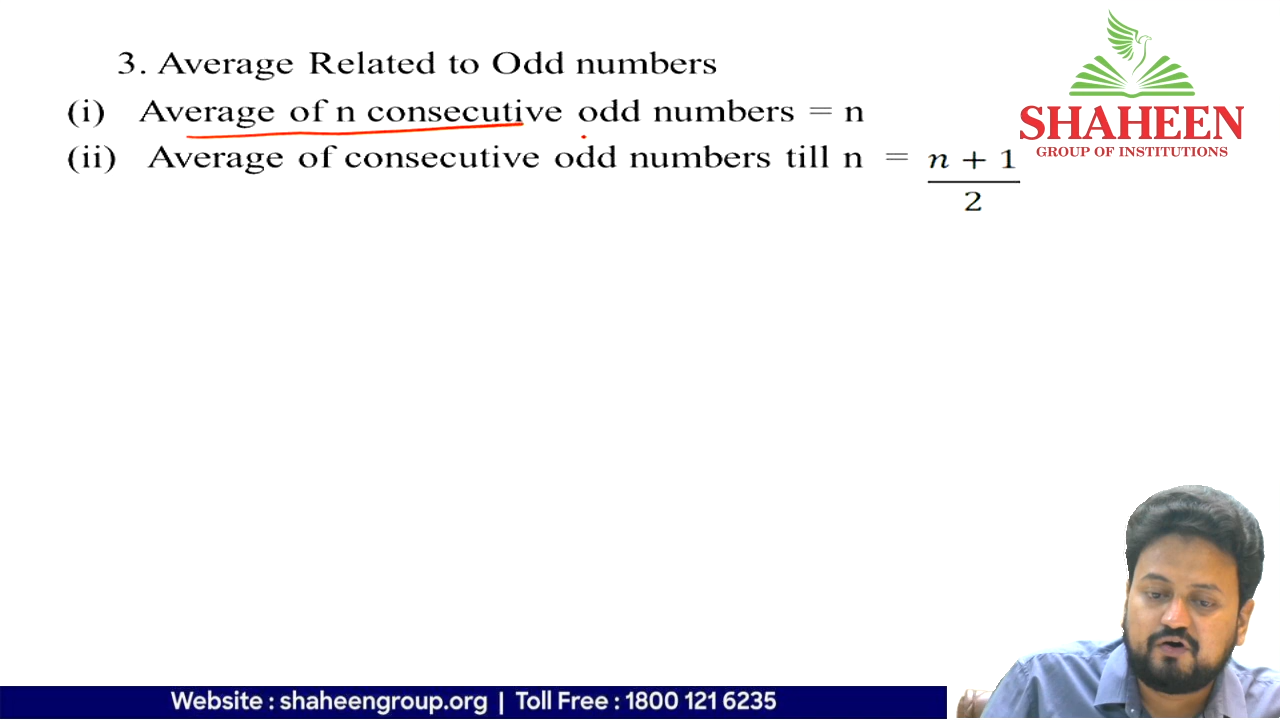 3. Average Related to Odd numbers
(i) Average of n consecutive odd numbers = n
(ii) Average of consecutive odd numbers till n = n + 1
2
SHAHEEN
GROUP OF INSTITUTIONS
Website : shaheengroup.org | Toll Free : 1800 121 6235